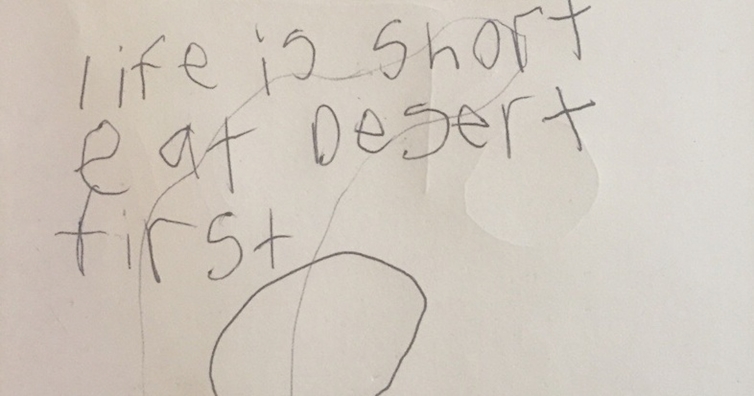 life is short
eat Desert
first